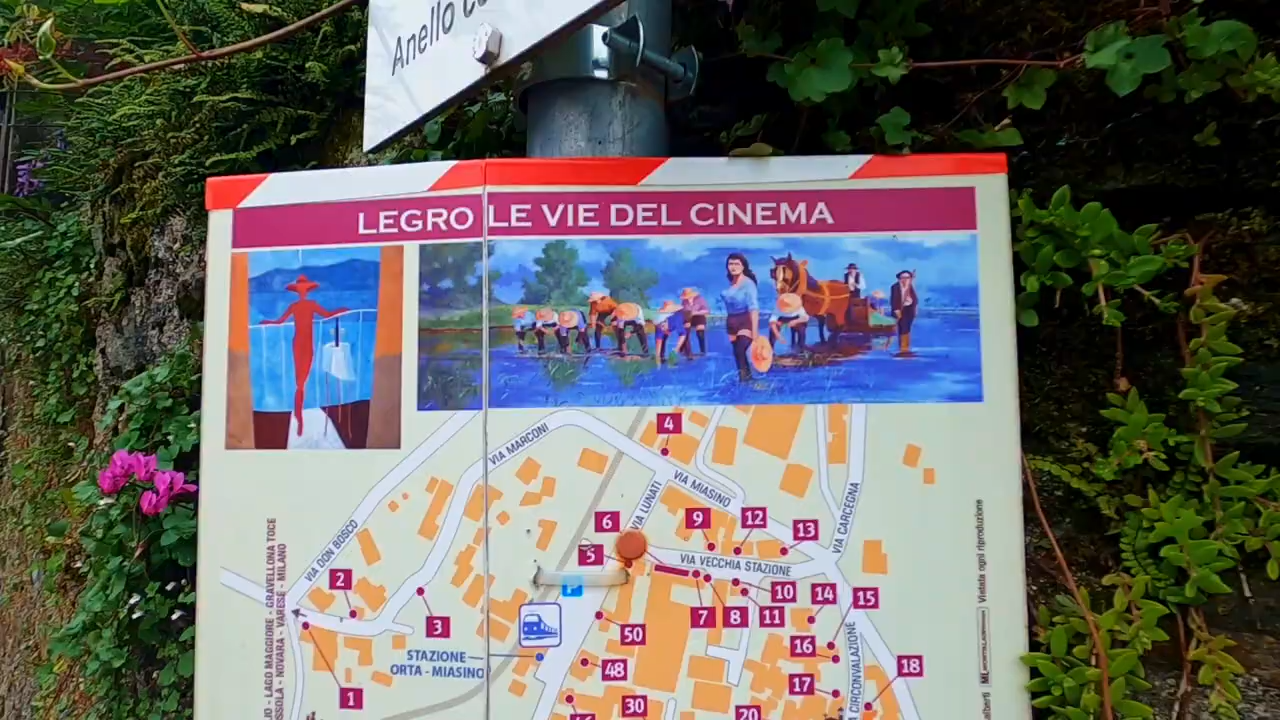 Anello
LEGRO LE VIE DEL CINEMA
4
VIA MARCONI
VIA MIASINO
VIA LUNATI
VIA CARCEGNA
6
9
12
13
5
VIA DON BOSCO
VIA VECCHIA STAZIONE
2
P
10
14
15
3
7
8
11
50
16
STAZIONE
ORTA - MIASINO
48
18
17
1
30
20
VIA CIRCONVALAZIONE
- LAGO MAGGIORE - GRAVELLONA TOCE
- NOVARA - VARESE - MILANO
Vietata ogni riproduzione